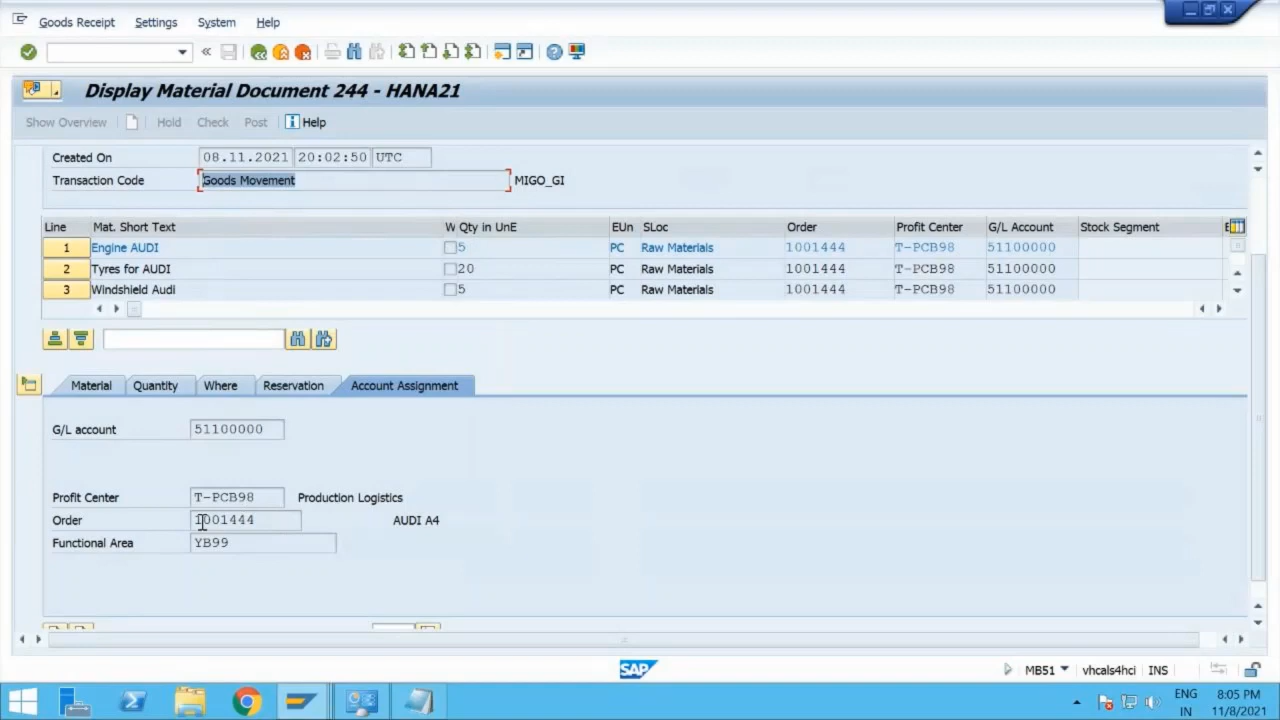 Goods Receipt Settings System Help
Display Material Document 244 - HANA21
Show Overview Hold Check Post Help
Created On 08.11.2021 20:02:50 UTC
Transaction Code Goods Movement MIGO_GI
Line Mat. Short Text W Qty in UnE EUn SLoc Order Profit Center G/L Account Stock Segment E
1 Engine AUDI 5 PC Raw Materials 1001444 T-PCB98 51100000
2 Tyres for AUDI 20 PC Raw Materials 1001444 T-PCB98 51100000
3 Windshield Audi 5 PC Raw Materials 1001444 T-PCB98 51100000
Material Quantity Where Reservation Account Assignment
G/L account 51100000
Profit Center T-PCB98 Production Logistics
Order 1001444 AUDI A4
Functional Area YB99
SAP MB51 vhcals4hci INS
ENG 8:05 PM
IN 11/8/2021